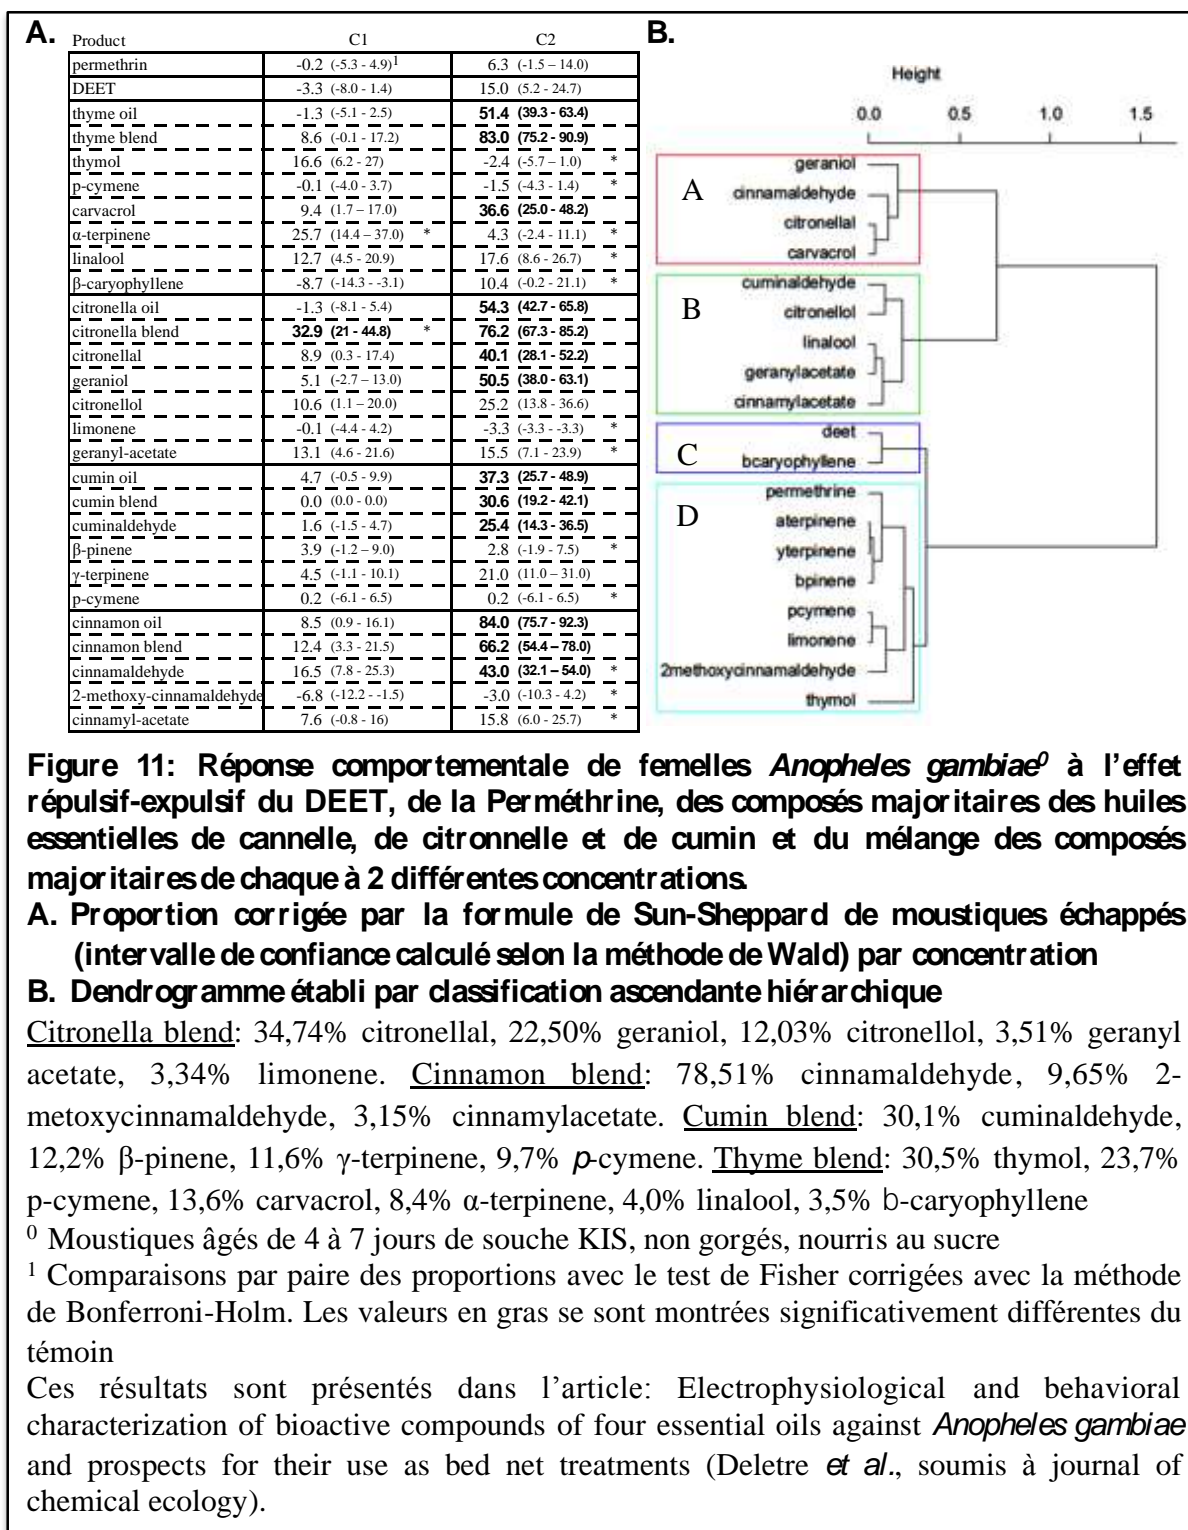 A.
Product C1 C2
permethrin -0.2 (-5.3 - 4.9)1 6.3 (-1.5 – 14.0)
DEET -3.3 (-8.0 - 1.4) 15.0 (5.2 - 24.7)
thyme oil -1.3 (-5.1 - 2.5) 51.4 (39.3 - 63.4)
thyme blend 8.6 (-0.1 - 17.2) 83.0 (75.2 - 90.9)
thymol 16.6 (6.2 - 27) -2.4 (-5.7 – 1.0) *
p-cymene -0.1 (-4.0 - 3.7) -1.5 (-4.3 - 1.4) *
carvacrol 9.4 (1.7 – 17.0) 36.6 (25.0 - 48.2)
α-terpinene 25.7 (14.4 – 37.0) * 4.3 (-2.4 - 11.1) *
linalool 12.7 (4.5 - 20.9) 17.6 (8.6 - 26.7) *
β-caryophyllene -8.7 (-14.3 - -3.1) 10.4 (-0.2 - 21.1) *
citronella oil -1.3 (-8.1 - 5.4) 54.3 (42.7 - 65.8)
citronella blend 32.9 (21 - 44.8) * 76.2 (67.3 - 85.2)
citronellal 8.9 (0.3 - 17.4) 40.1 (28.1 - 52.2)
geraniol 5.1 (-2.7 – 13.0) 50.5 (38.0 - 63.1)
citronellol 10.6 (1.1 – 20.0) 25.2 (13.8 - 36.6)
limonene -0.1 (-4.4 - 4.2) -3.3 (-3.3 - -3.3) *
geranyl-acetate 13.1 (4.6 - 21.6) 15.5 (7.1 - 23.9) *
cumin oil 4.7 (-0.5 - 9.9) 37.3 (25.7 - 48.9)
cumin blend 0.0 (0.0 - 0.0) 30.6 (19.2 - 42.1)
cuminaldehyde 1.6 (-1.5 - 4.7) 25.4 (14.3 - 36.5)
β-pinene 3.9 (-1.2 – 9.0) 2.8 (-1.9 - 7.5) *
γ-terpinene 4.5 (-1.1 - 10.1) 21.0 (11.0 – 31.0)
p-cymene 0.2 (-6.1 - 6.5) 0.2 (-6.1 - 6.5) *
cinnamon oil 8.5 (0.9 - 16.1) 84.0 (75.7 - 92.3)
cinnamon blend 12.4 (3.3 - 21.5) 66.2 (54.4 – 78.0)
cinnamaldehyde 16.5 (7.8 - 25.3) 43.0 (32.1 – 54.0) *
2-methoxy-cinnamaldehyde -6.8 (-12.2 - -1.5) -3.0 (-10.3 - 4.2) *
cinnamyl-acetate 7.6 (-0.8 - 16) 15.8 (6.0 - 25.7) *
B.
Height
0.0 0.5 1.0 1.5
A
geraniol
cinnamaldehyde
citronellal
carvacrol
B
cuminaldehyde
citronellol
linalool
geranylacetate
cinnamylacetate
C
deet
bcaryophyllene
D
permethrine
aterpinene
yterpinene
bpinene
pcymene
limonene
2methoxycinnamaldehyde
thymol
Figure 11: Réponse comportementale de femelles Anopheles gambiae0 à l'effet
répulsif-expulsif du DEET, de la Perméthrine, des composés majoritaires des huiles
essentielles de cannelle, de citronnelle et de cumin et du mélange des composés
majoritaires de chaque à 2 différentes concentrations.
A. Proportion corrigée par la formule de Sun-Sheppard de moustiques échappés
(intervalle de confiance calculé selon la méthode de Wald) par concentration
B. Dendrogramme établi par classification ascendante hiérarchique
Citronella blend: 34,74% citronellal, 22,50% geraniol, 12,03% citronellol, 3,51% geranyl
acetate, 3,34% limonene. Cinnamon blend: 78,51% cinnamaldehyde, 9,65% 2-
metoxycinnamaldehyde, 3,15% cinnamylacetate. Cumin blend: 30,1% cuminaldehyde,
12,2% β-pinene, 11,6% γ-terpinene, 9,7% p-cymene. Thyme blend: 30,5% thymol, 23,7%
p-cymene, 13,6% carvacrol, 8,4% α-terpinene, 4,0% linalool, 3,5% b-caryophyllene
0 Moustiques âgés de 4 à 7 jours de souche KIS, non gorgés, nourris au sucre
1 Comparaisons par paire des proportions avec le test de Fisher corrigées avec la méthode
de Bonferroni-Holm. Les valeurs en gras se sont montrées significativement différentes du
témoin
Ces résultats sont présentés dans l'article: Electrophysiological and behavioral
characterization of bioactive compounds of four essential oils against Anopheles gambiae
and prospects for their use as bed net treatments (Deletre et al., soumis à journal of
chemical ecology).